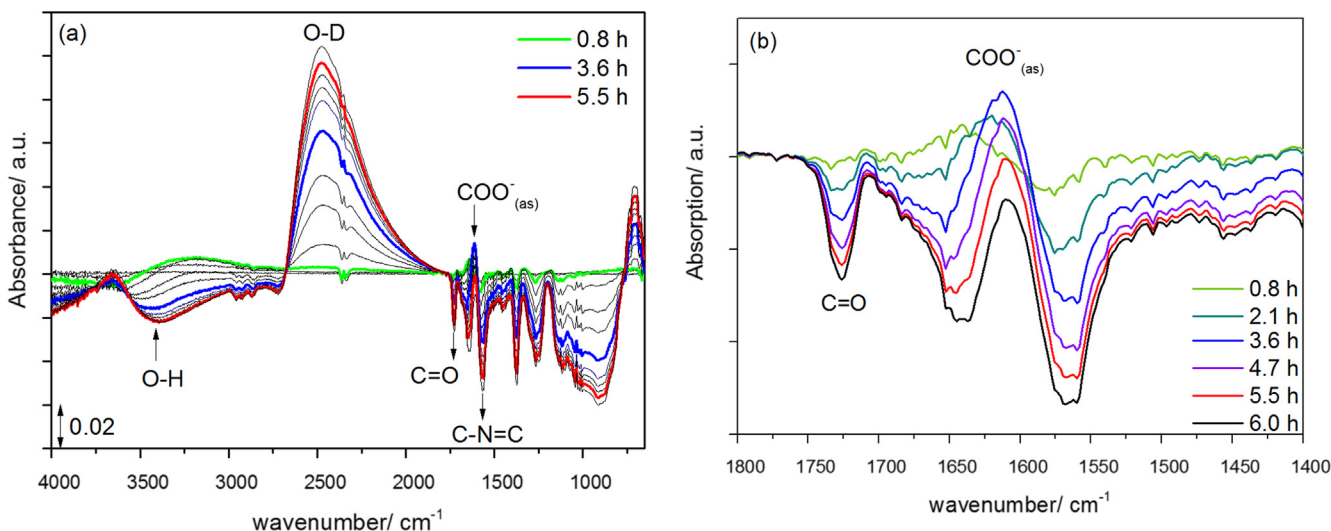 (a)
O-D
0.8 h
3.6 h
5.5 h
COO⁻(as)
O-H
C=O
C-N=C
0.02
Absorbance/ a.u.
4000 3500 3000 2500 2000 1500 1000
wavenumber/ cm⁻¹
(b)
COO⁻(as)
C=O
0.8 h
2.1 h
3.6 h
4.7 h
5.5 h
6.0 h
Absorption/ a.u.
1800 1750 1700 1650 1600 1550 1500 1450 1400
wavenumber/ cm⁻¹